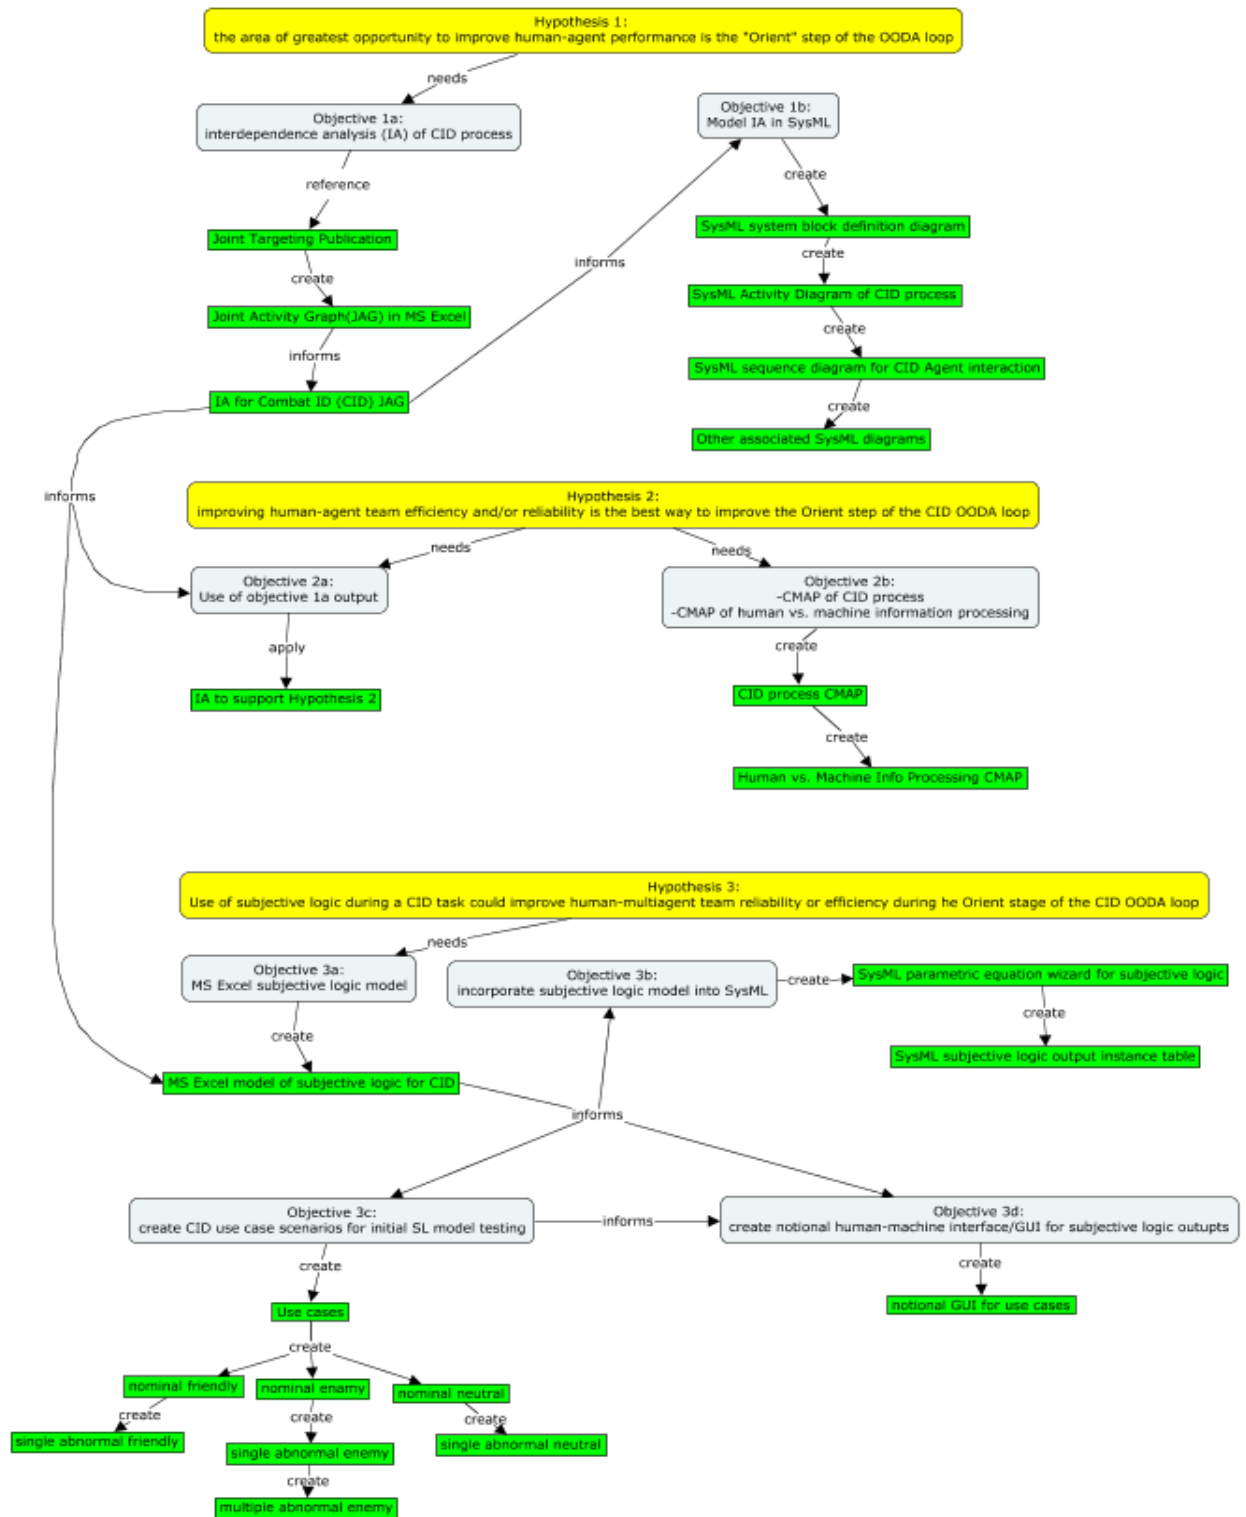 Hypothesis 1:
the area of greatest opportunity to improve human-agent performance is the "Orient" step of the OODA loop
needs
Objective 1a:
interdependence analysis (IA) of CID process
reference
Joint Targeting Publication
create
Joint Activity Graph(JAG) in MS Excel
informs
IA for Combat ID (CID) JAG
informs
Objective 1b:
Model IA in SysML
create
SysML system block definition diagram
create
SysML Activity Diagram of CID process
create
SysML sequence diagram for CID Agent interaction
create
Other associated SysML diagrams
informs
Hypothesis 2:
improving human-agent team efficiency and/or reliability is the best way to improve the Orient step of the CID OODA loop
needs
needs
Objective 2a:
Use of objective 1a output
apply
IA to support Hypothesis 2
Objective 2b:
-CMAP of CID process
-CMAP of human vs. machine information processing
create
CID process CMAP
create
Human vs. Machine Info Processing CMAP
Hypothesis 3:
Use of subjective logic during a CID task could improve human-multiagent team reliability or efficiency during he Orient stage of the CID OODA loop
needs
Objective 3a:
MS Excel subjective logic model
create
MS Excel model of subjective logic for CID
Objective 3b:
incorporate subjective logic model into SysML
create
SysML parametric equation wizard for subjective logic
create
SysML subjective logic output instance table
informs
Objective 3c:
create CID use case scenarios for initial SL model testing
informs
Objective 3d:
create notional human-machine interface/GUI for subjective logic outupts
create
notional GUI for use cases
create
Use cases
create
nominal friendly
nominal enamy
nominal neutral
create
create
create
single abnormal friendly
single abnormal enemy
single abnormal neutral
create
multiple abnormal enemy